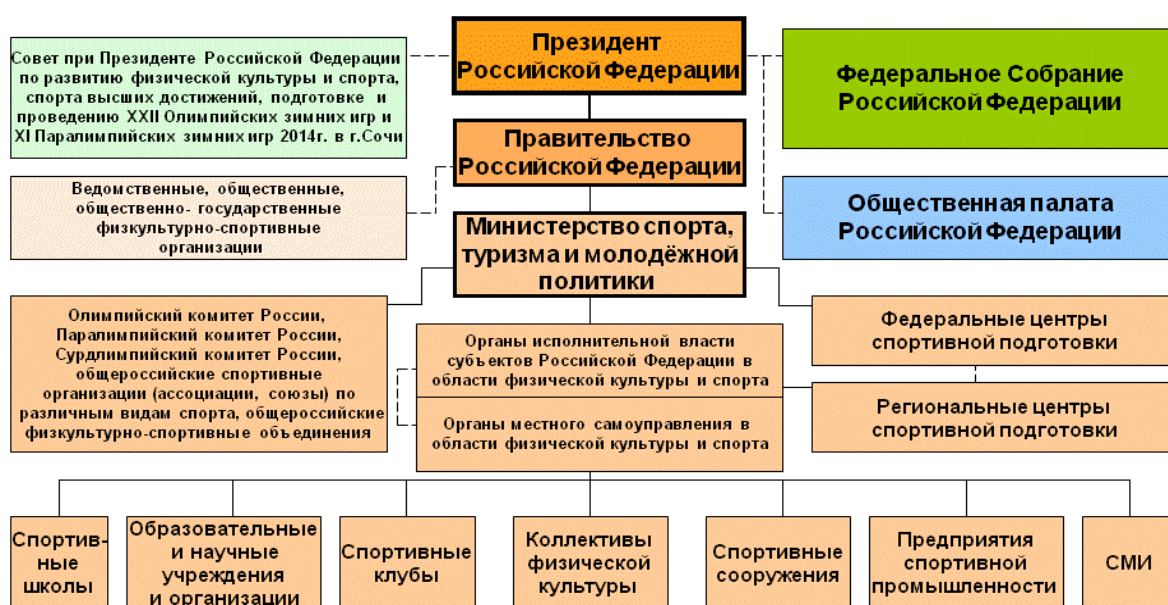 Президент
Российской Федерации
Совет при Президенте Российской Федерации
по развитию физической культуры и спорта,
спорта высших достижений, подготовке и
проведению XXII Олимпийских зимних игр и
XI Паралимпийских зимних игр 2014г. в г.Сочи
Федеральное Собрание
Российской Федерации
Правительство
Российской Федерации
Ведомственные, общественные,
общественно- государственные
физкультурно-спортивные
организации
Общественная палата
Российской Федерации
Министерство спорта,
туризма и молодёжной
политики
Олимпийский комитет России,
Паралимпийский комитет России,
Сурдлимпийский комитет России,
общероссийские спортивные
организации (ассоциации, союзы) по
различным видам спорта, общероссийские
физкультурно-спортивные объединения
Органы исполнительной власти
субъектов Российской Федерации в
области физической культуры и спорта
Органы местного самоуправления в
области физической культуры и спорта
Федеральные центры
спортивной подготовки
Региональные центры
спортивной подготовки
Спортив-
ные
школы
Образовательные
и научные
учреждения
и организации
Спортивные
клубы
Коллективы
физической
культуры
Спортивные
сооружения
Предприятия
спортивной
промышленности
СМИ